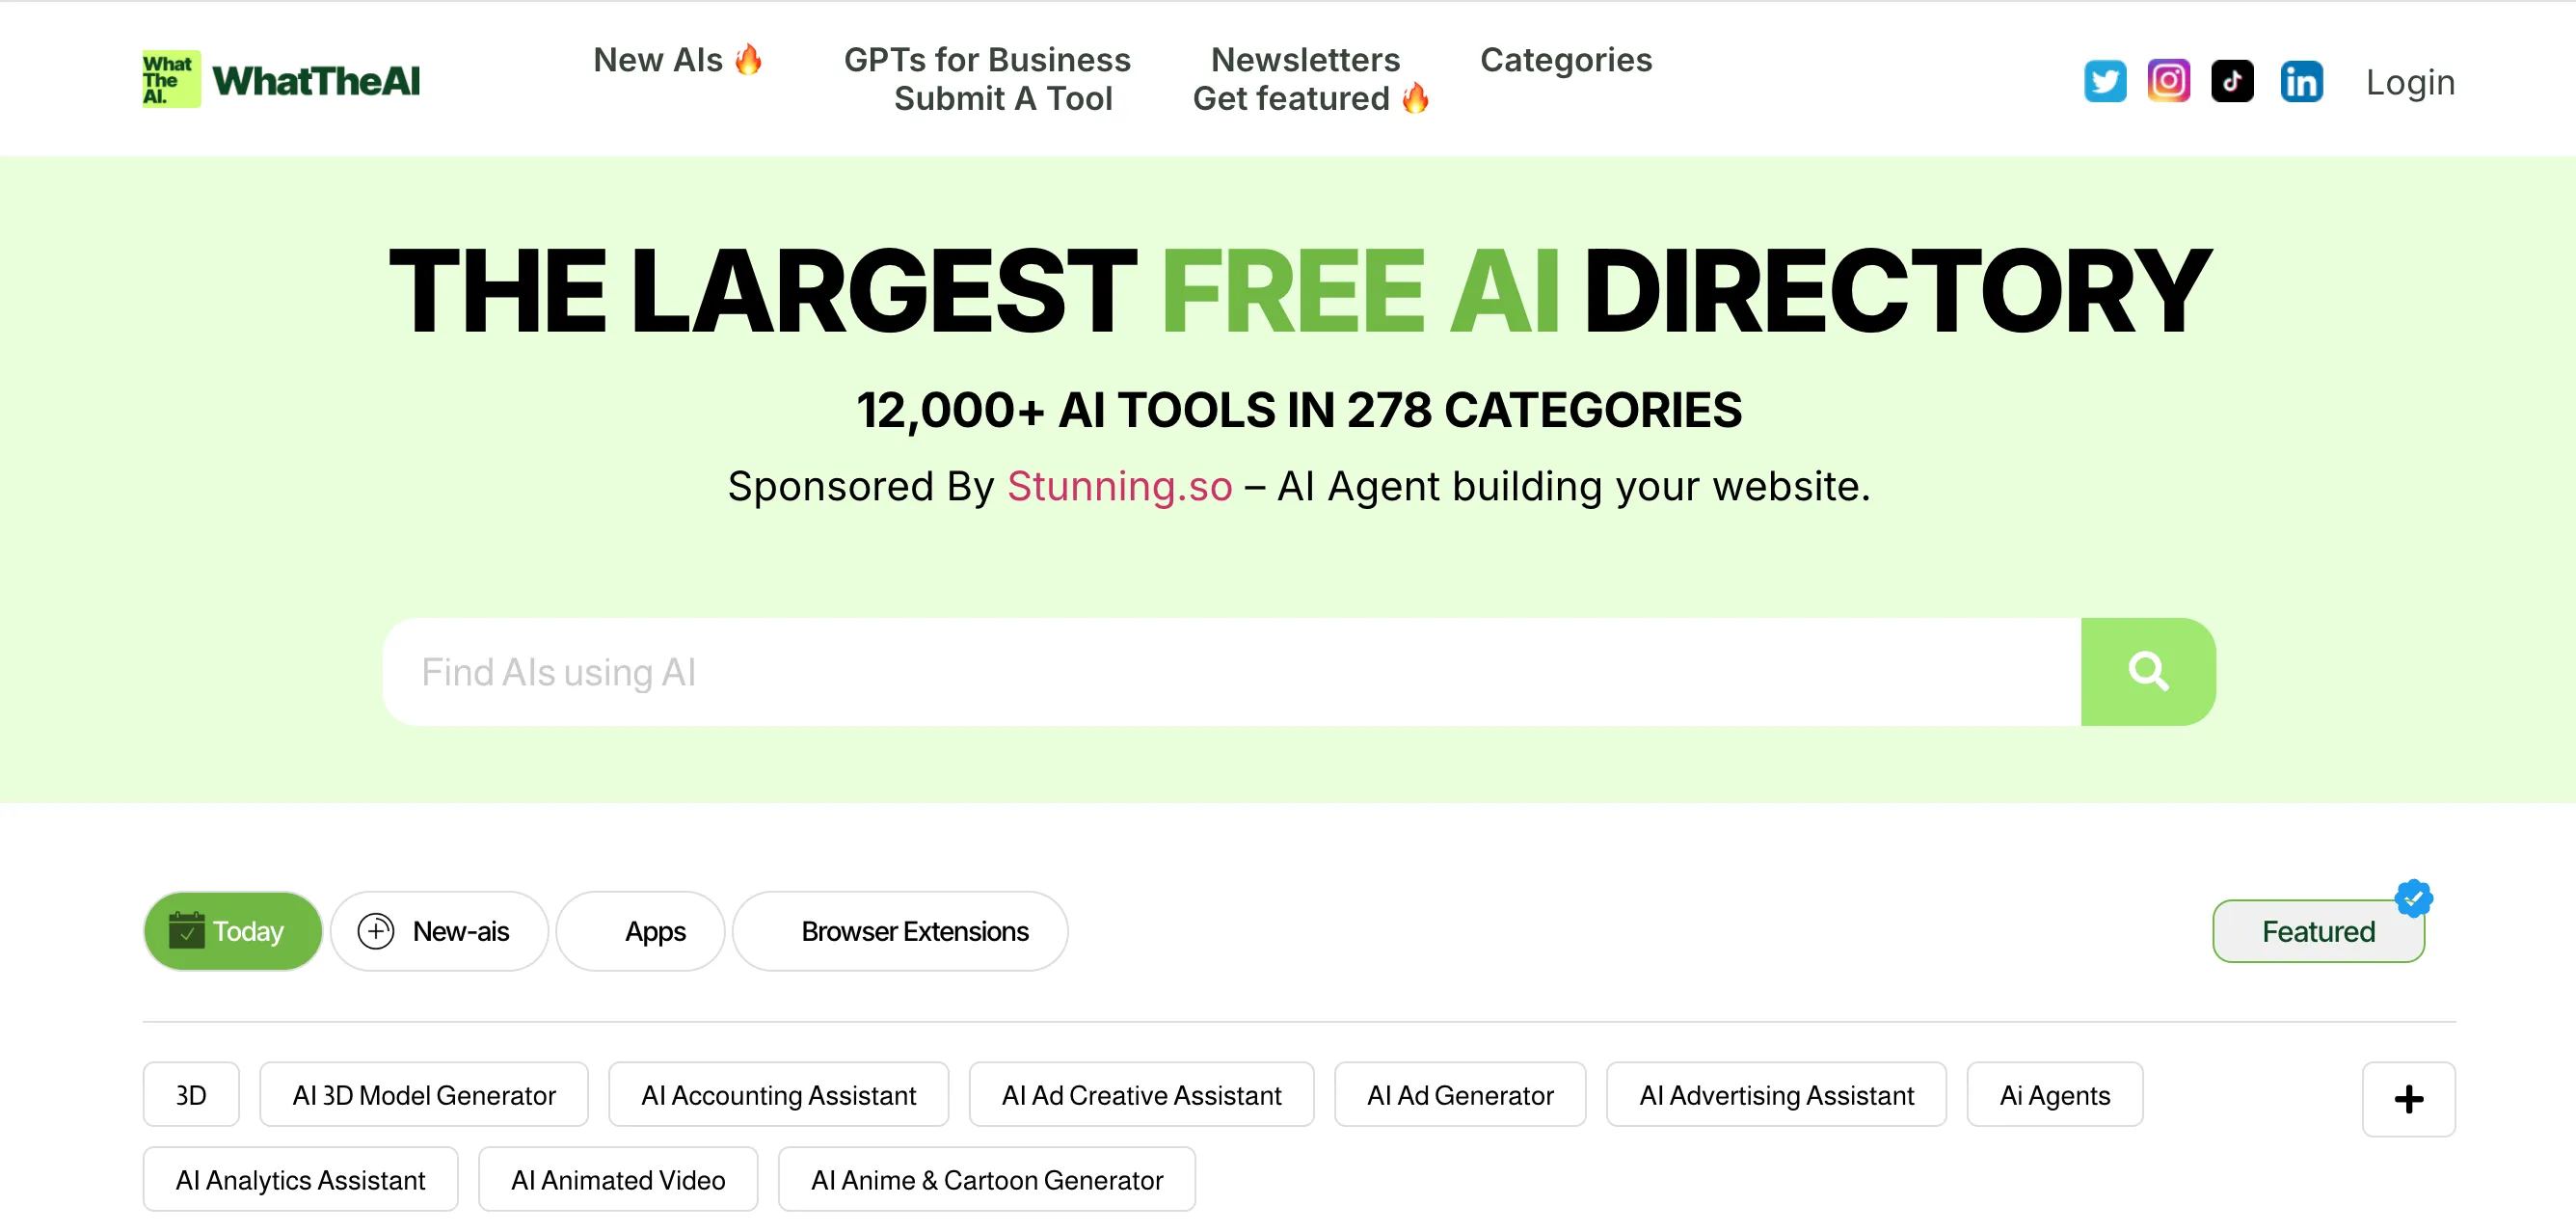 What
The
AI.
WhatTheAI
New AIs 🔥
GPTs for Business
Newsletters
Categories
Submit A Tool
Get featured 🔥
Login
THE LARGEST FREE AI DIRECTORY
12,000+ AI TOOLS IN 278 CATEGORIES
Sponsored By Stunning.so – AI Agent building your website.
Find AIs using AI
Today
New-ais
Apps
Browser Extensions
Featured
3D
AI 3D Model Generator
AI Accounting Assistant
AI Ad Creative Assistant
AI Ad Generator
AI Advertising Assistant
Ai Agents
AI Analytics Assistant
AI Animated Video
AI Anime & Cartoon Generator